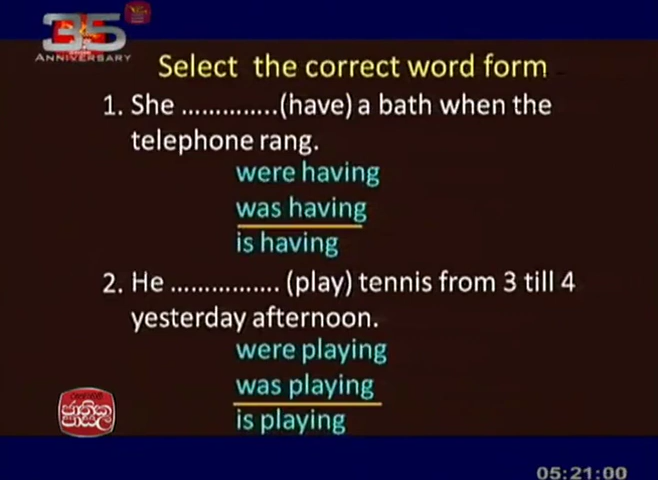 35
ANNIVERSARY
Select the correct word form
1. She ..............(have) a bath when the
telephone rang.
were having
was having
is having
2. He ................ (play) tennis from 3 till 4
yesterday afternoon.
were playing
was playing
is playing
ජාතික
පාසල
05:21:00